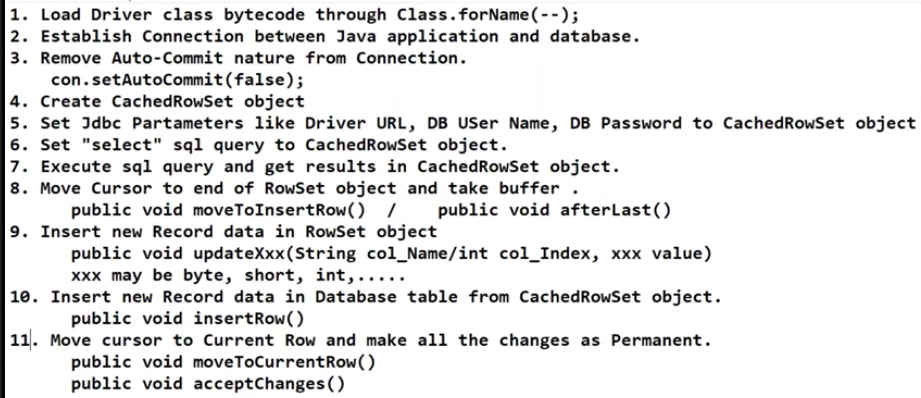 1. Load Driver class bytecode through Class.forName(--);
2. Establish Connection between Java application and database.
3. Remove Auto-Commit nature from Connection.
con.setAutoCommit(false);
4. Create CachedRowSet object
5. Set Jdbc Partameters like Driver URL, DB USer Name, DB Password to CachedRowSet object
6. Set "select" sql query to CachedRowSet object.
7. Execute sql query and get results in CachedRowSet object.
8. Move Cursor to end of RowSet object and take buffer .
public void moveToInsertRow() / public void afterLast()
9. Insert new Record data in RowSet object
public void updateXxx(String col_Name/int col_Index, xxx value)
xxx may be byte, short, int,.....
10. Insert new Record data in Database table from CachedRowSet object.
public void insertRow()
11. Move cursor to Current Row and make all the changes as Permanent.
public void moveToCurrentRow()
public void acceptChanges()